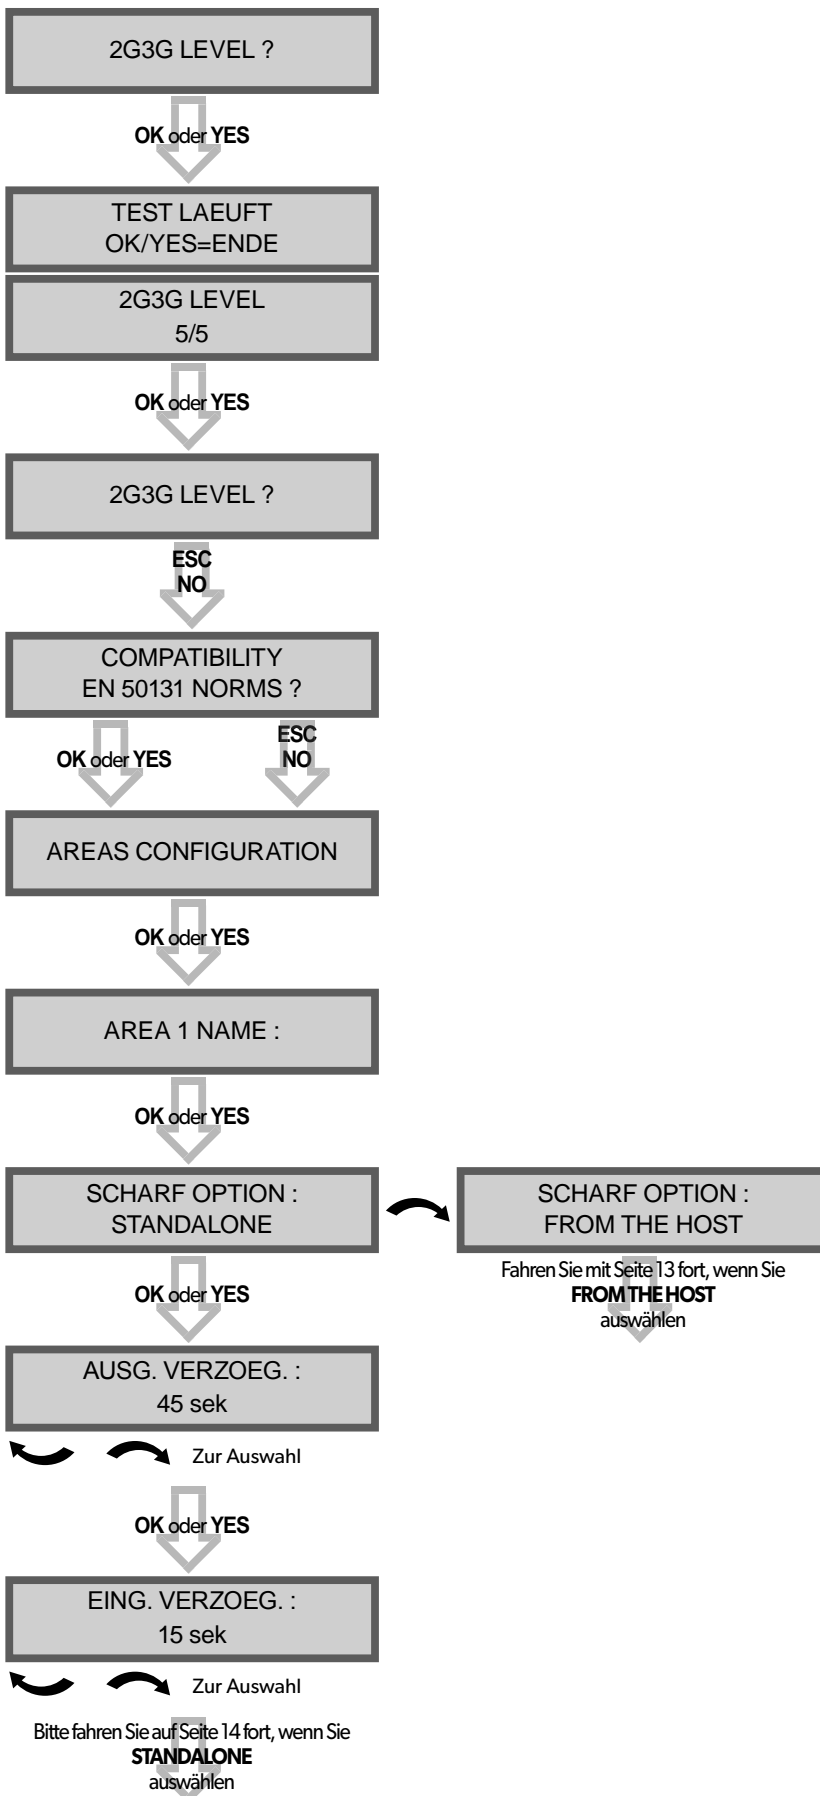 2G3G LEVEL ?
OK oder YES
TEST LAEUFT
OK/YES=ENDE
2G3G LEVEL
5/5
OK oder YES
2G3G LEVEL ?
ESC
NO
COMPATIBILITY
EN 50131 NORMS ?
OK oder YES
ESC
NO
AREAS CONFIGURATION
OK oder YES
AREA 1 NAME :
OK oder YES
SCHARF OPTION :
STANDALONE
SCHARF OPTION :
FROM THE HOST
Fahren Sie mit Seite 13 fort, wenn Sie
FROM THE HOST
auswählen
OK oder YES
AUSG. VERZOEG. :
45 sek
Zur Auswahl
OK oder YES
EING. VERZOEG. :
15 sek
Zur Auswahl
Bitte fahren Sie auf Seite 14 fort, wenn Sie
STANDALONE
auswählen